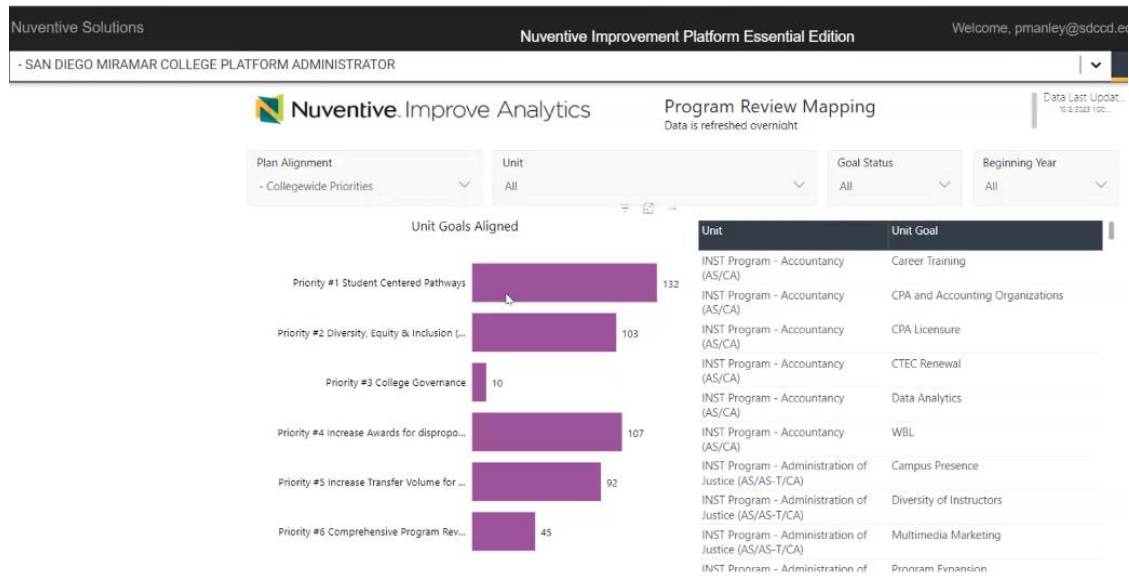 Nuventive Solutions
Nuventive Improvement Platform Essential Edition
Welcome, pmanley@sdccd.ed
- SAN DIEGO MIRAMAR COLLEGE PLATFORM ADMINISTRATOR
Nuventive. Improve Analytics
Program Review Mapping
Data is refreshed overnight
Data Last Updat...
Plan Alignment
- Collegewide Priorities
Unit
All
Goal Status
All
Beginning Year
All
Unit Goals Aligned
Priority #1 Student Centered Pathways 132
Priority #2 Diversity, Equity & Inclusion (... 103
Priority #3 College Governance 10
Priority #4 Increase Awards for dispropo... 107
Priority #5 Increase Transfer Volume for ... 92
Priority #6 Comprehensive Program Rev... 45
Unit Unit Goal
INST Program - Accountancy Career Training
(AS/CA)
INST Program - Accountancy CPA and Accounting Organizations
(AS/CA)
INST Program - Accountancy CPA Licensure
(AS/CA)
INST Program - Accountancy CTEC Renewal
(AS/CA)
INST Program - Accountancy Data Analytics
(AS/CA)
INST Program - Accountancy WBL
(AS/CA)
INST Program - Administration of Campus Presence
Justice (AS/AS-T/CA)
INST Program - Administration of Diversity of Instructors
Justice (AS/AS-T/CA)
INST Program - Administration of Multimedia Marketing
Justice (AS/AS-T/CA)
INST Program - Administration of Program Expansion